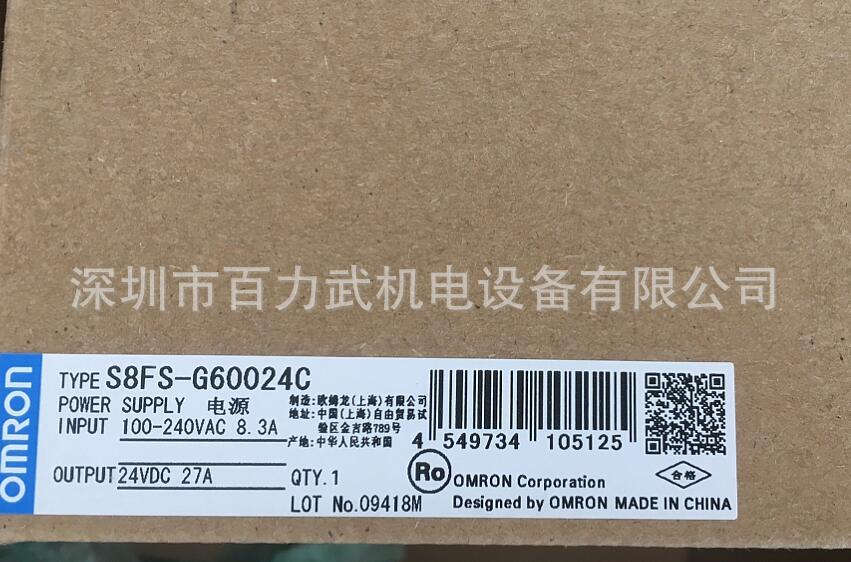 深圳市百力武机电设备有限公司
OMRON
TYPE S8FS-G60024C
POWER SUPPLY 电源
INPUT 100-240VAC 8.3A
OUTPUT 24VDC 27A
制造:欧姆龙(上海)有限公司
地址:中国(上海)自由贸易试
验区金吉路789号
产地:中华人民共和国
QTY.1
LOT No.09418M
4 549734 105125
Ro
合格
OMRON Corporation
Designed by OMRON MADE IN CHINA